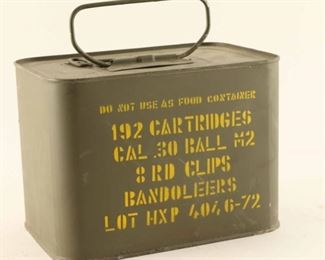 DO NOT USE AS FOOD CONTAINER
192 CARTRIDGES
CAL .30 BALL M2
8 RD CLIPS
BANDOLEERS
LOT HXP 4046-72